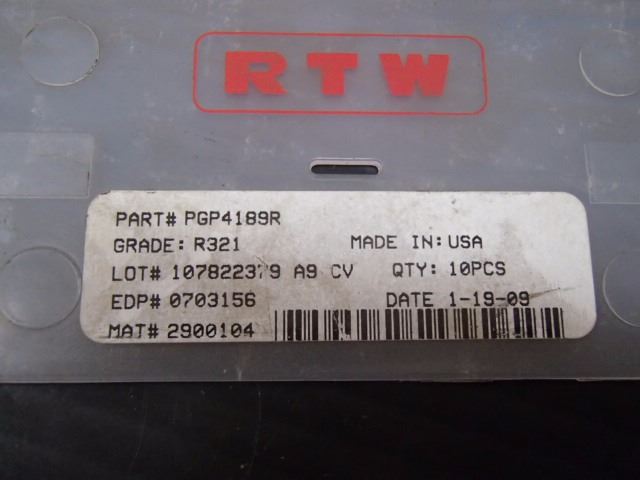 RTW
PART# PGP4189R
GRADE: R321 MADE IN: USA
LOT# 107822379 A9 CV QTY: 10PCS
EDP# 0703156 DATE 1-19-09
MAT# 2900104